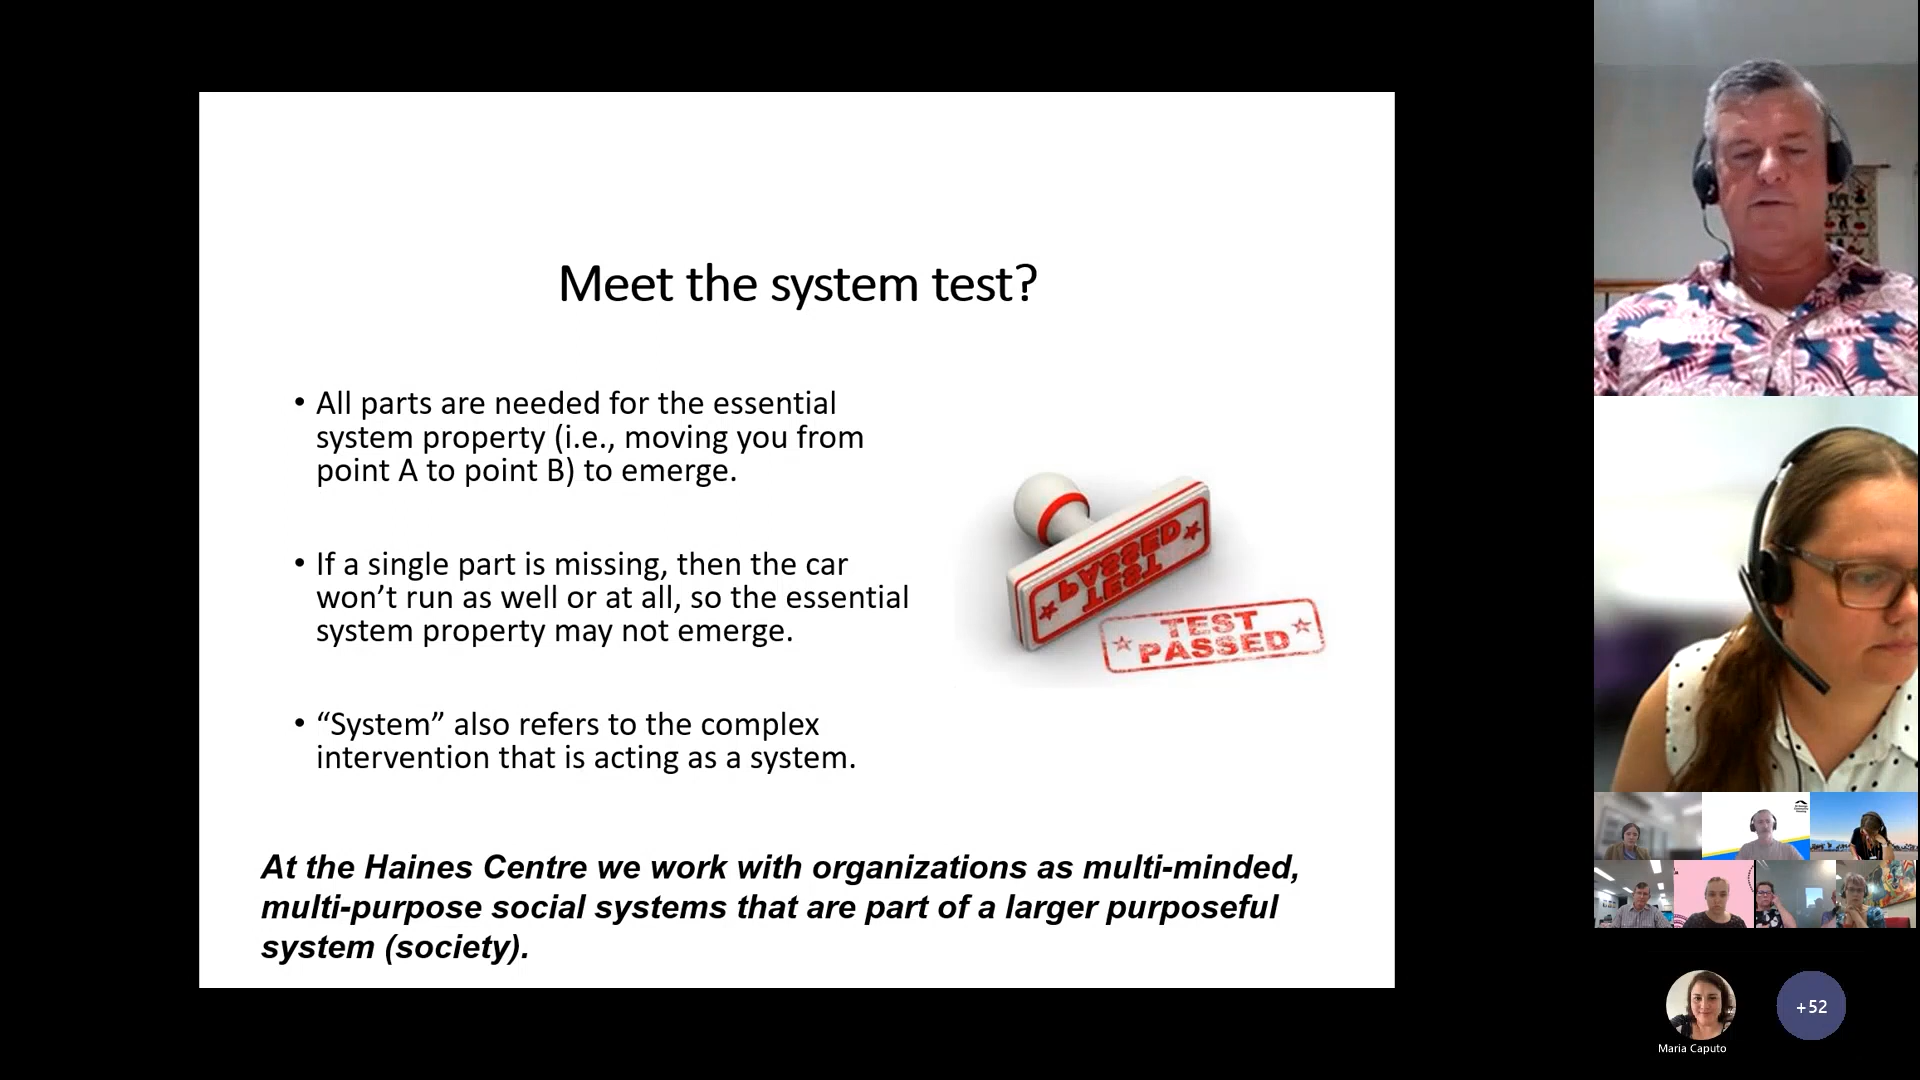 Meet the system test?
• All parts are needed for the essential
system property (i.e., moving you from
point A to point B) to emerge.
• If a single part is missing, then the car
won’t run as well or at all, so the essential
system property may not emerge.
• “System” also refers to the complex
intervention that is acting as a system.
PASSED
TEST
TEST
PASSED
At the Haines Centre we work with organizations as multi-minded,
multi-purpose social systems that are part of a larger purposeful
system (society).
Maria Caputo
+52